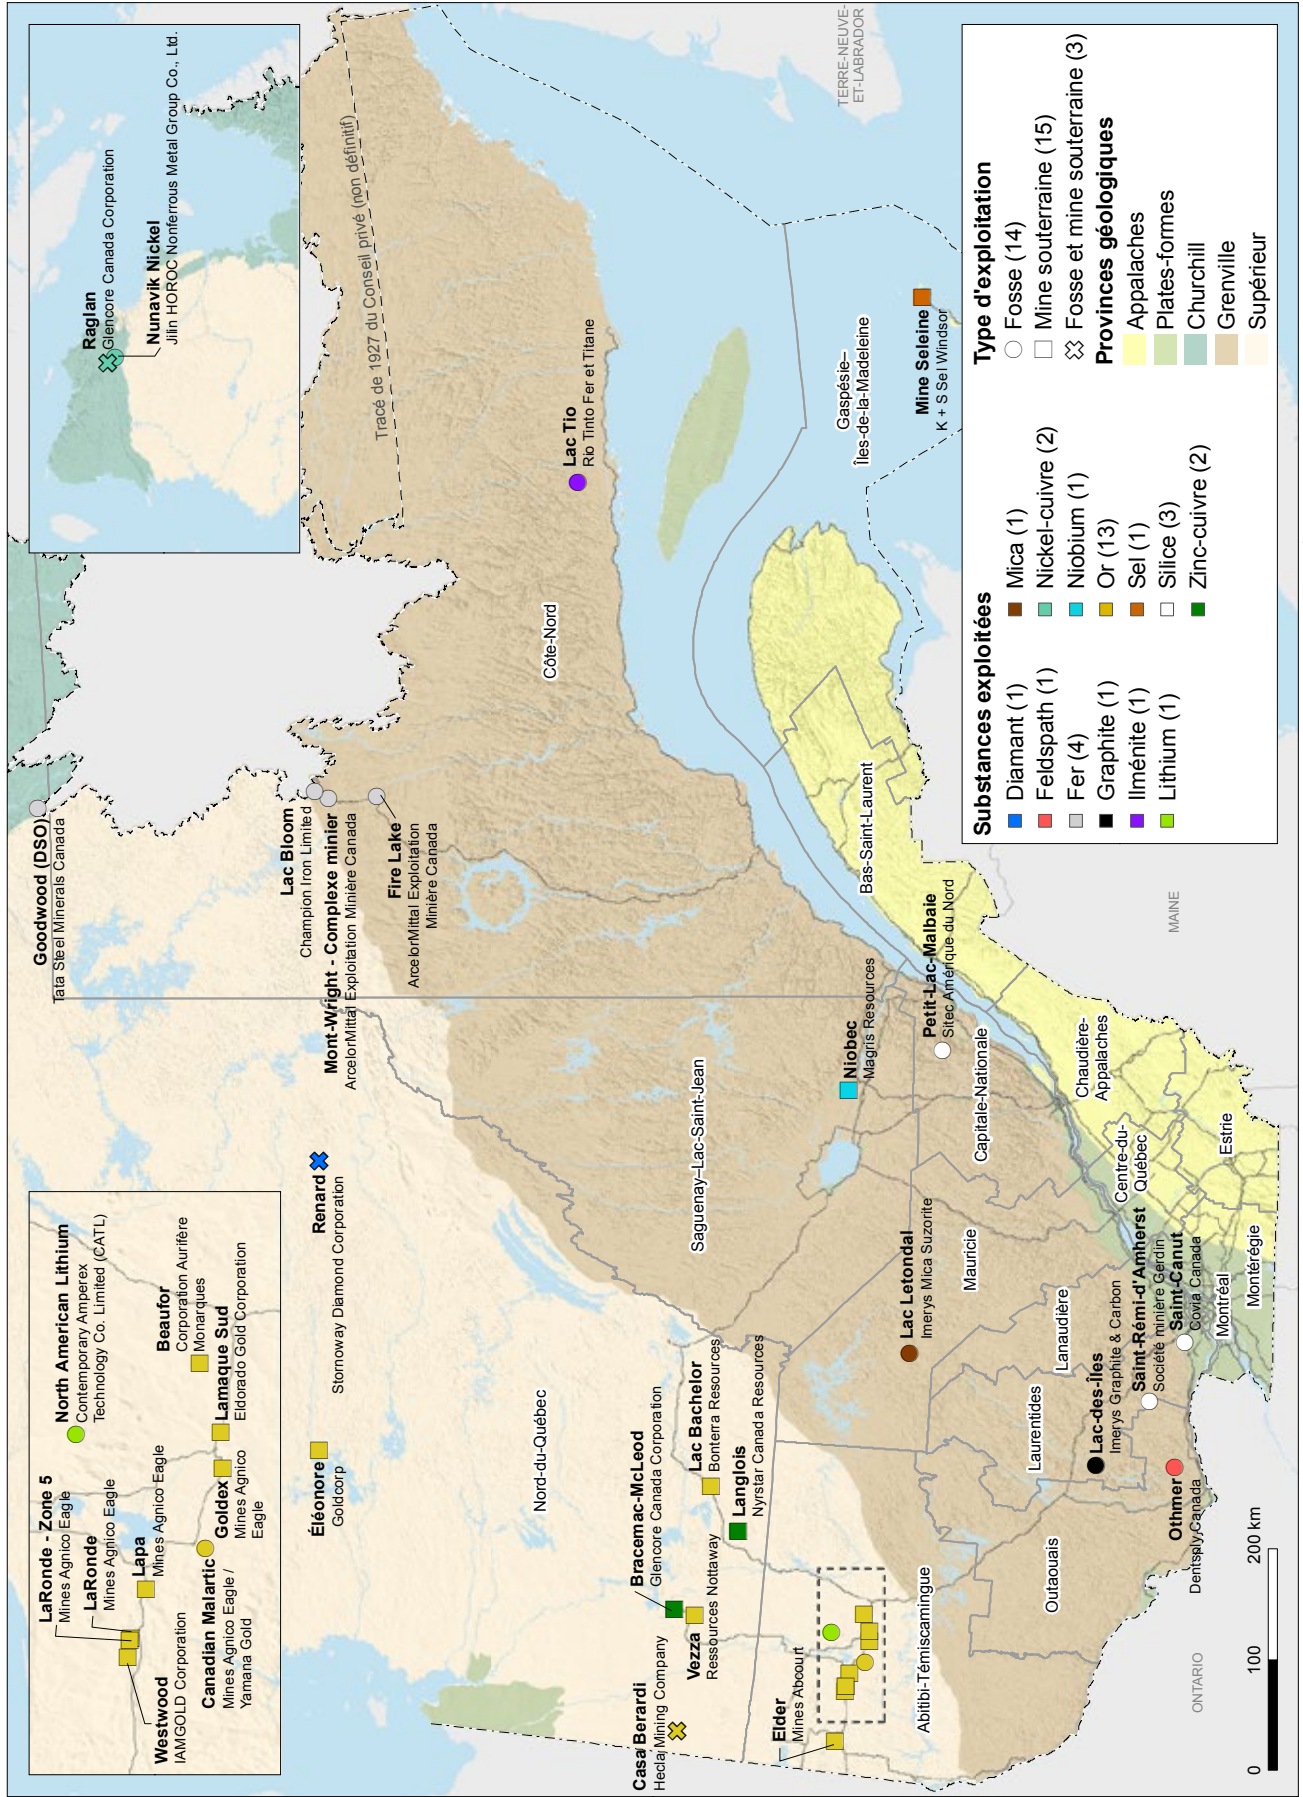 LaRonde - Zone 5
Mines Agnico Eagle
LaRonde
Mines Agnico Eagle
Lapa
Mines Agnico Eagle
Westwood
IAMGOLD Corporation
Canadian Malartic
Mines Agnico Eagle /
Yamana Gold
Goldex
Mines Agnico
Eagle
North American Lithium
Contemporary Amperex
Technology Co. Limited (CATL)
Beaufor
Corporation Aurifère
Monarques
Lamaque Sud
Eldorado Gold Corporation
Goodwood (DSO)
Tata Steel Minerals Canada
Raglan
Glencore Canada Corporation
Nunavik Nickel
Jilin HOROC Nonferrous Metal Group Co., Ltd.
Tracé de 1927 du Conseil privé (non définitif)
TERRE-NEUVE-
ET-LABRADOR
Lac Bloom
Champion Iron Limited
Mont-Wright - Complexe minier
ArcelorMittal Exploitation Minière Canada
Fire Lake
ArcelorMittal Exploitation
Minière Canada
Renard
Stornoway Diamond Corporation
Éléonore
Goldcorp
Nord-du-Québec
Côte-Nord
Lac Tio
Rio Tinto Fer et Titane
Casa Berardi
Hecla Mining Company
Bracemac-McLeod
Glencore Canada Corporation
Vezza
Ressources Nottaway
Lac Bachelor
Bonterra Resources
Langlois
Nyrstar Canada Resources
Saguenay–Lac-Saint-Jean
Elder
Mines Abcourt
Niobec
Magris Resources
Gaspésie–
Îles-de-la-Madeleine
Mine Seleine
K + S Sel Windsor
Bas-Saint-Laurent
Abitibi-Témiscamingue
Lac Letondal
Imerys Mica Suzorite
Petit-Lac-Malbaie
Sitec Amérique du Nord
Mauricie
Capitale-Nationale
Outaouais
Laurentides
Lanaudière
Lac-des-Îles
Imerys Graphite & Carbon
Saint-Rémi-d'Amherst
Société minière Gerdin
Saint-Canut
Covia Canada
Othmer
Dentsply Canada
Centre-du-
Québec
Chaudière-
Appalaches
Estrie
Montréal
Montérégie
MAINE
ONTARIO
0 100 200 km
Substances exploitées
Diamant (1)
Feldspath (1)
Fer (4)
Graphite (1)
Ilménite (1)
Lithium (1)
Mica (1)
Nickel-cuivre (2)
Niobium (1)
Or (13)
Sel (1)
Silice (3)
Zinc-cuivre (2)
Type d'exploitation
Fosse (14)
Mine souterraine (15)
Fosse et mine souterraine (3)
Provinces géologiques
Appalaches
Plates-formes
Churchill
Grenville
Supérieur